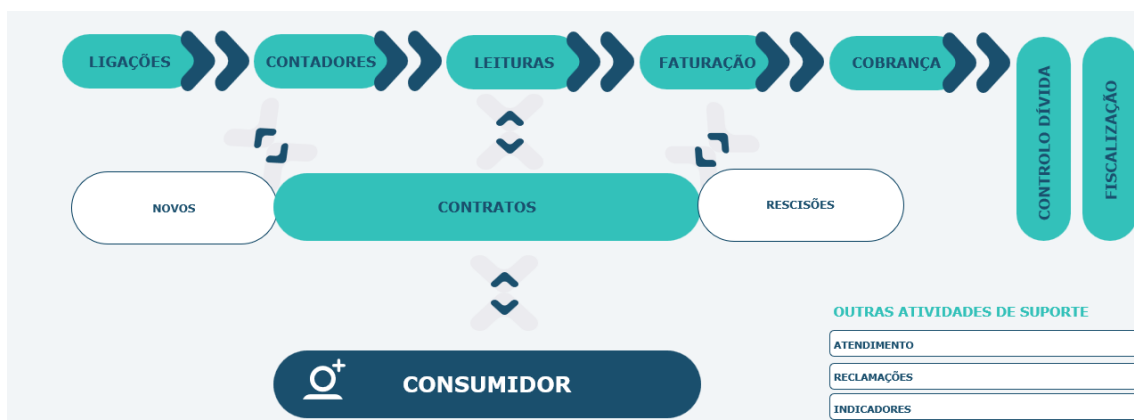 LIGAÇÕES
CONTADORES
LEITURAS
FATURAÇÃO
COBRANÇA
CONTROLO DÍVIDA
FISCALIZAÇÃO
NOVOS
CONTRATOS
RESCISÕES
CONSUMIDOR
OUTRAS ATIVIDADES DE SUPORTE
ATENDIMENTO
RECLAMAÇÕES
INDICADORES